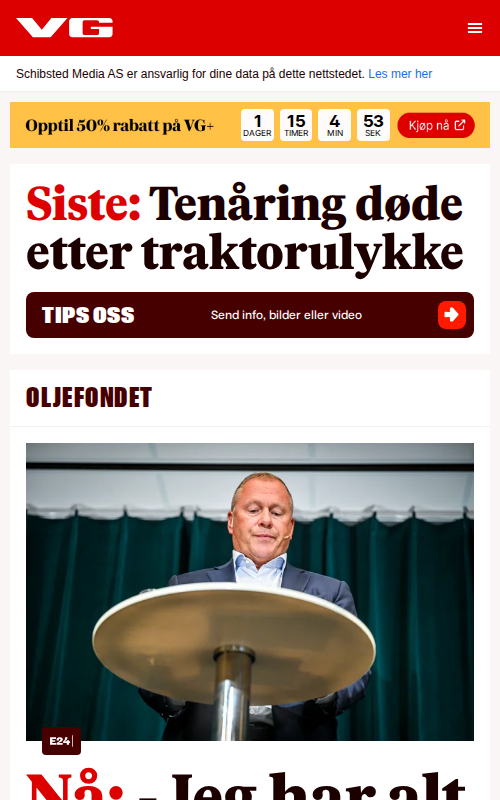 VG
Schibsted Media AS er ansvarlig for dine data på dette nettstedet. Les mer her
Opptil 50% rabatt på VG+
1 DAGER 15 TIMER 4 MIN 53 SEK
Kjøp nå
Siste: Tenåring døde
etter traktorulykke
TIPS OSS
Send info, bilder eller video
OLJEFONDET
E24
Nå: - Jeg har alt